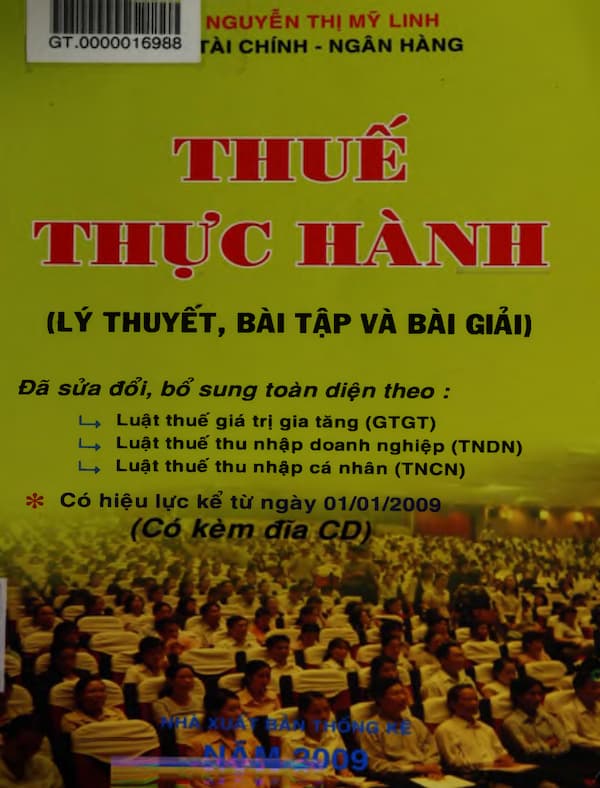 NGUYỄN THỊ MỸ LINH
GT.0000016988
TÀI CHÍNH - NGÂN HÀNG
THUẾ
THỰC HÀNH
(LÝ THUYẾT, BÀI TẬP VÀ BÀI GIẢI)
Đã sửa đổi, bổ sung toàn diện theo :
Luật thuế giá trị gia tăng (GTGT)
Luật thuế thu nhập doanh nghiệp (TNDN)
Luật thuế thu nhập cá nhân (TNCN)
* Có hiệu lực kể từ ngày 01/01/2009
(Có kèm đĩa CD)
NHÀ XUẤT BẢN THỐNG KÊ
NĂM 2009